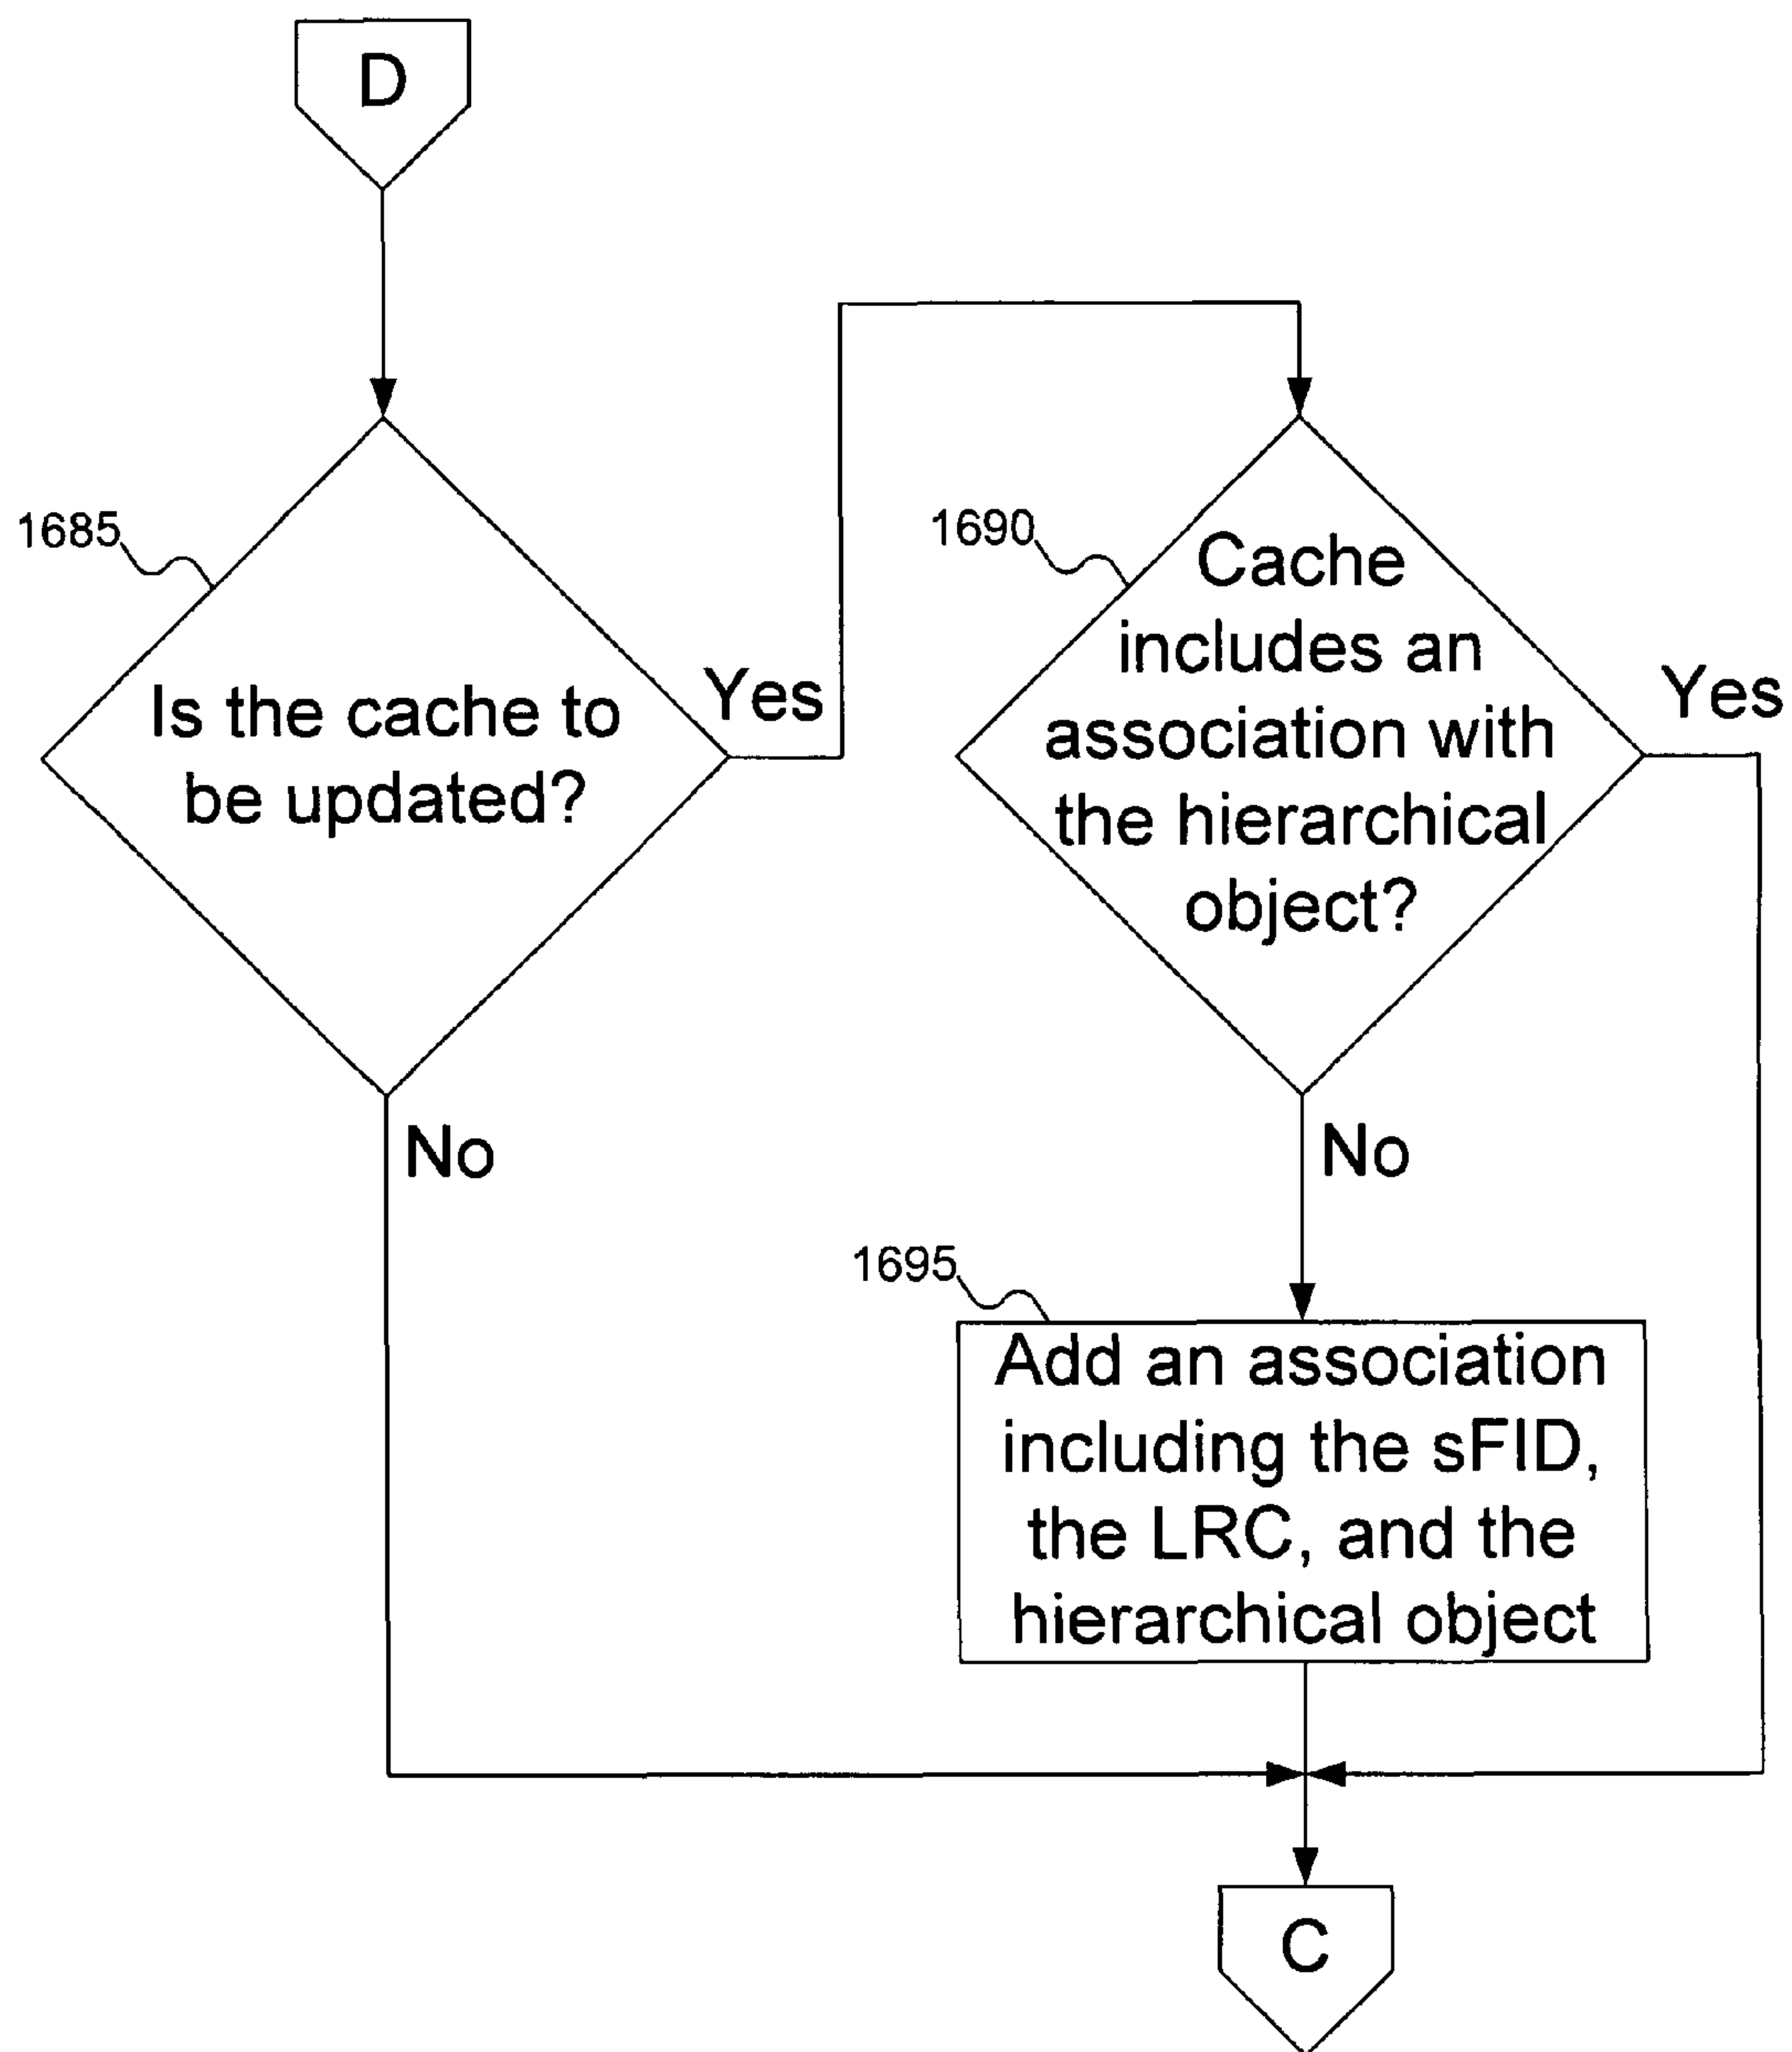 D
1685
Is the cache to
be updated?
Yes
No
1690
Cache
includes an
association with
the hierarchical
object?
Yes
No
1695
Add an association
including the sFID,
the LRC, and the
hierarchical object
C